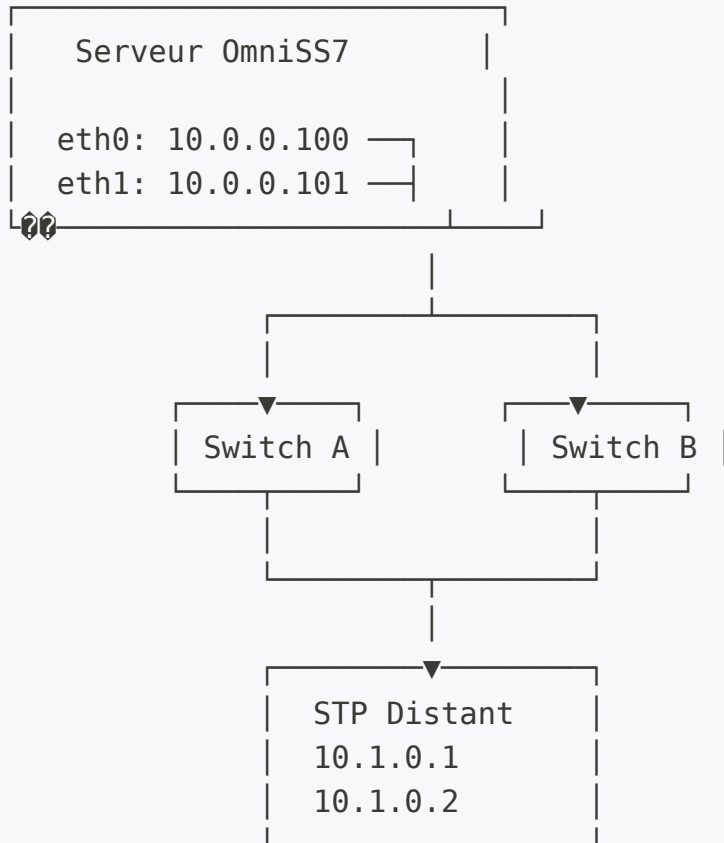 Serveur OmniSS7
eth0: 10.0.0.100
eth1: 10.0.0.101
Switch A Switch B
STP Distant
10.1.0.1
10.1.0.2